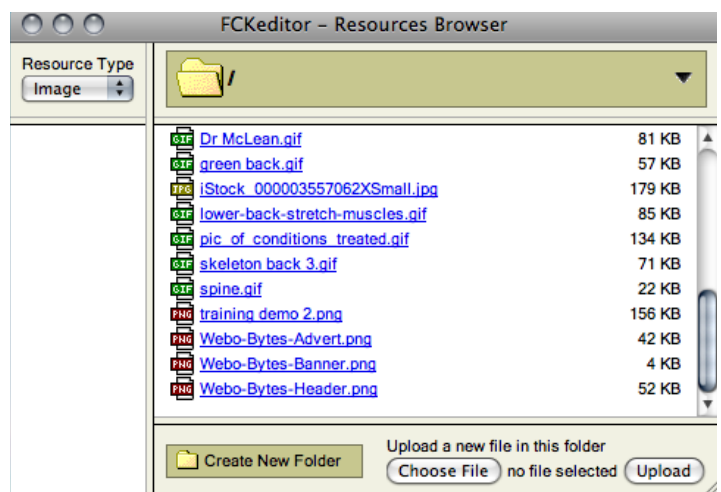 FCKeditor – Resources Browser
Resource Type
Image
/
GIF Dr McLean.gif 81 KB
GIF green back.gif 57 KB
JPG iStock_000003557062XSmall.jpg 179 KB
GIF lower-back-stretch-muscles.gif 85 KB
GIF pic_of_conditions_treated.gif 134 KB
GIF skeleton back 3.gif 71 KB
GIF spine.gif 22 KB
PNG training demo 2.png 156 KB
PNG Webo-Bytes-Advert.png 42 KB
PNG Webo-Bytes-Banner.png 4 KB
PNG Webo-Bytes-Header.png 52 KB
Create New Folder
Upload a new file in this folder
Choose File no file selected Upload